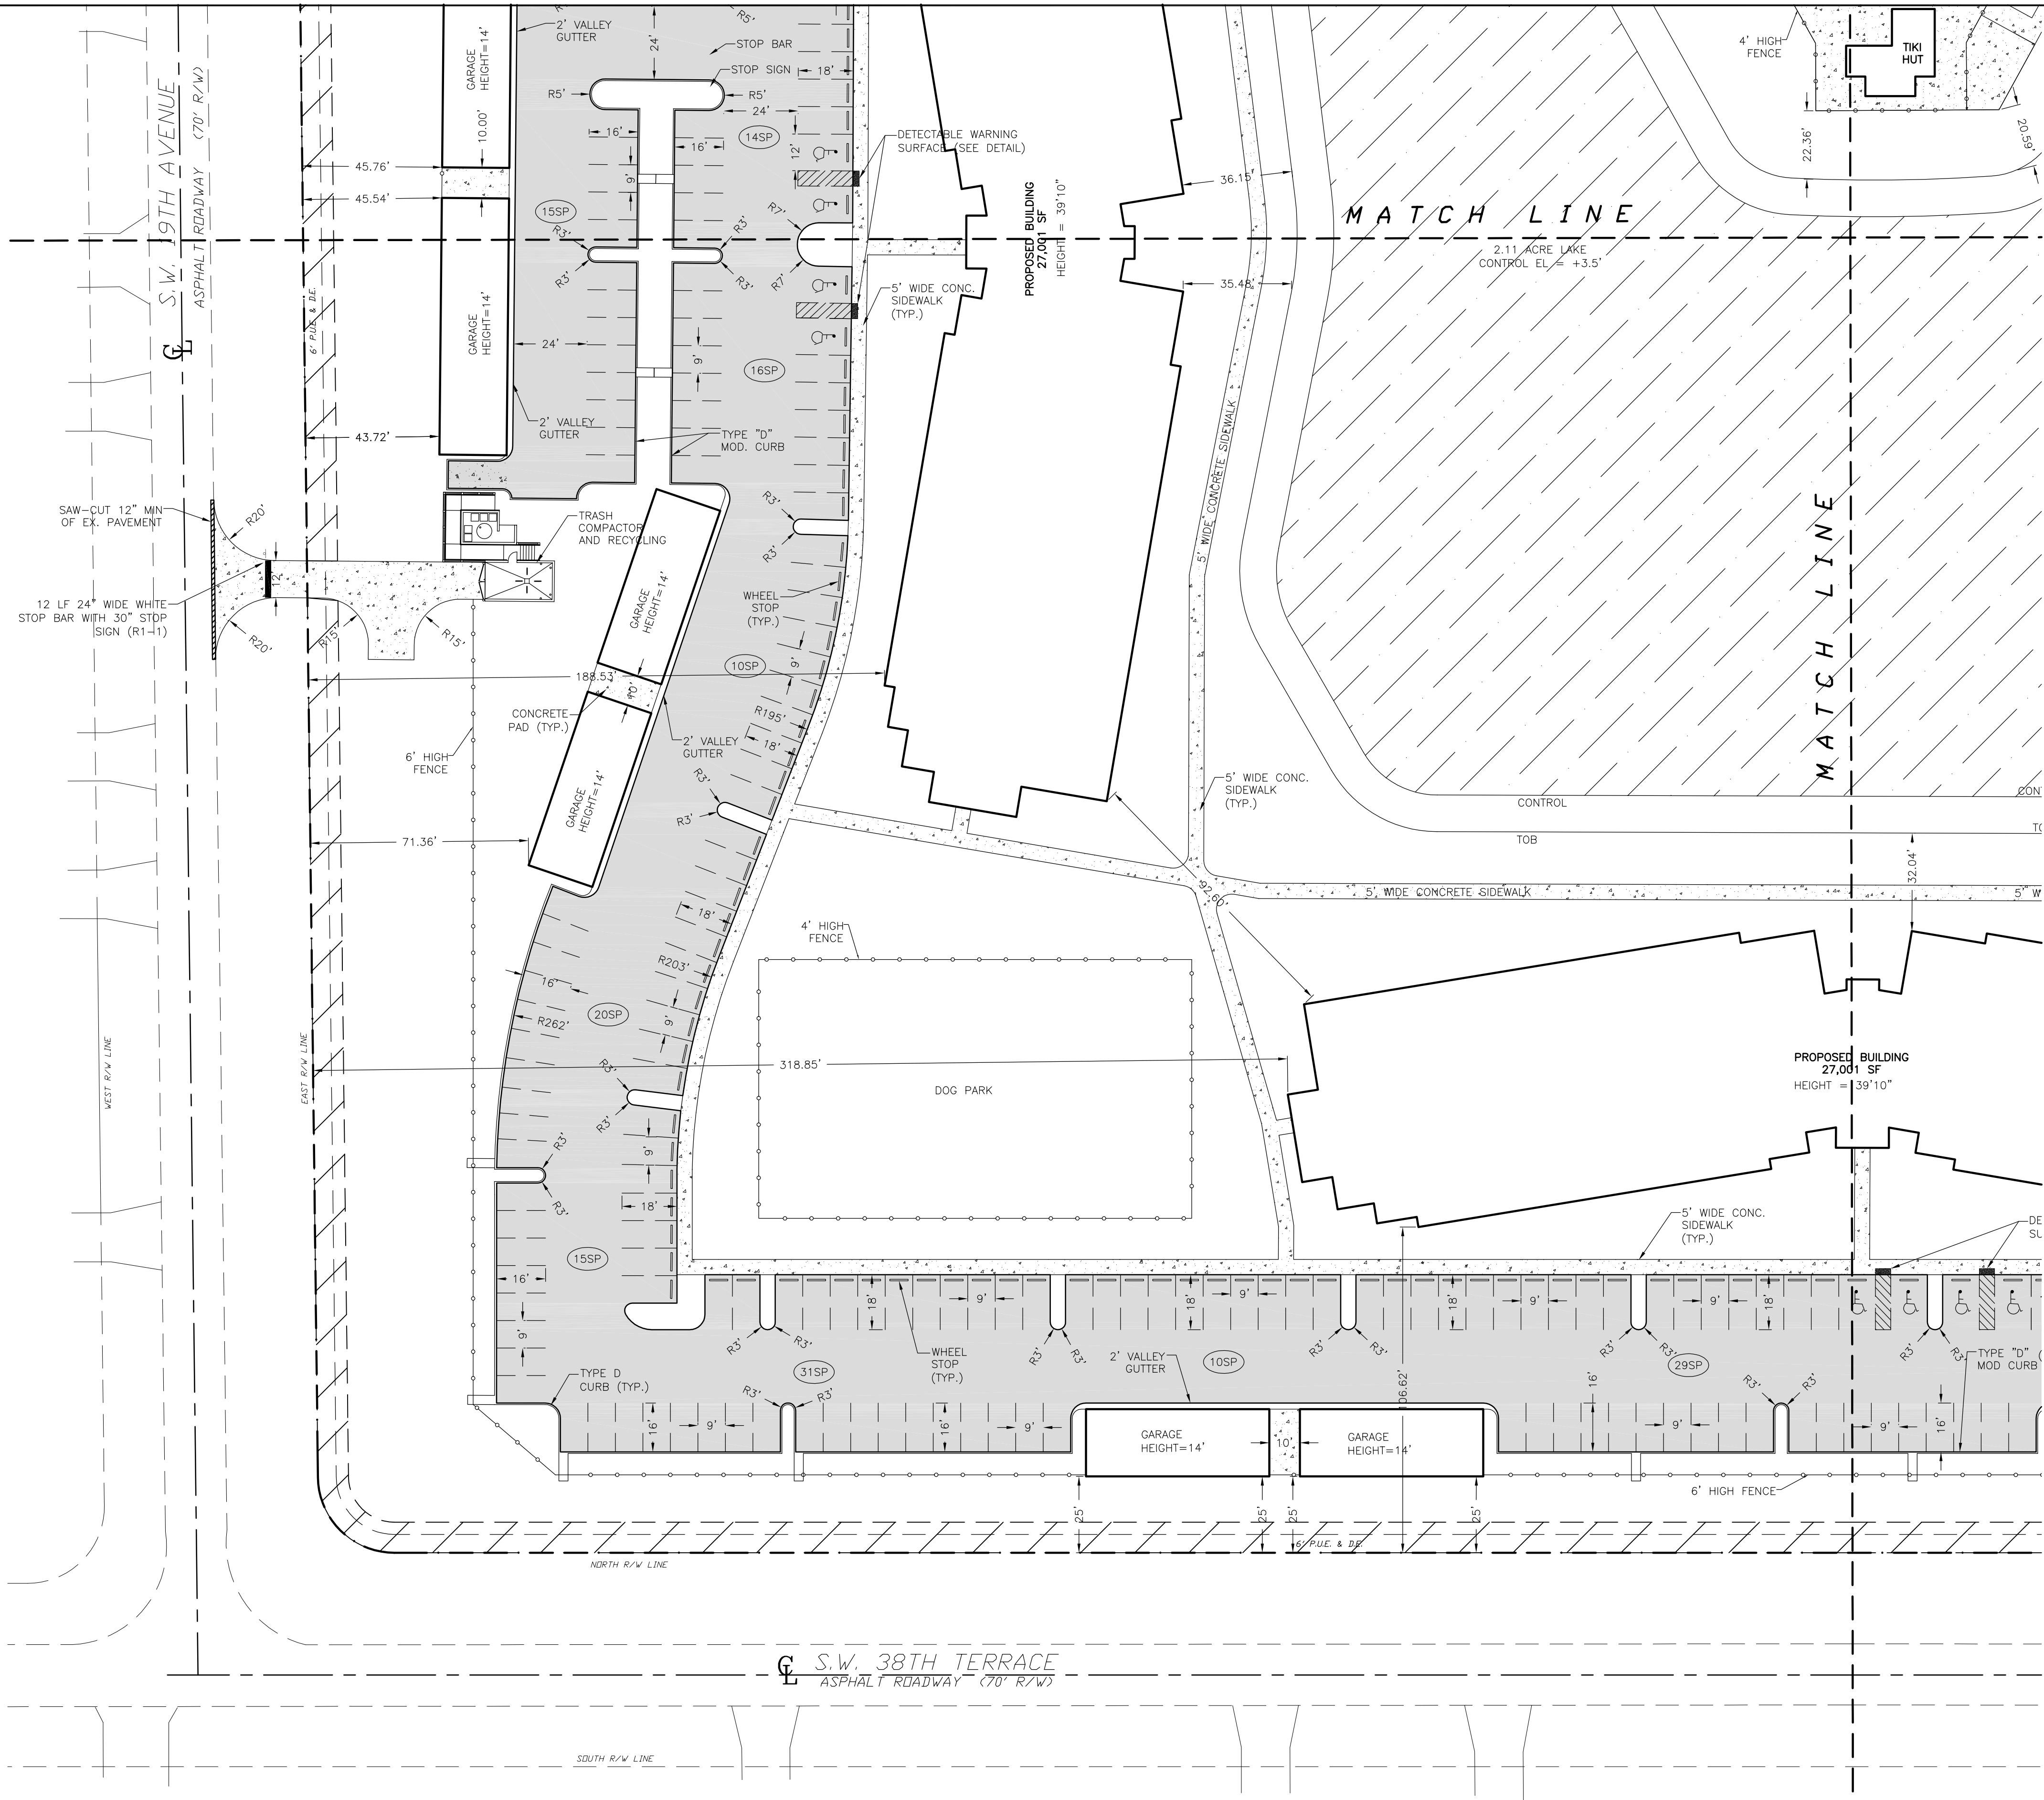 S.W. 19TH AVENUE
ASPHALT ROADWAY (70' R/W)
2' VALLEY
GUTTER
GARAGE
HEIGHT=14'
24'
R5'
STOP BAR
STOP SIGN
18'
R5'
R5'
24'
10.00'
16'
16'
14SP
12'
9'
DETECTABLE WARNING
SURFACE (SEE DETAIL)
45.76'
45.54'
15SP
R3'
R3'
R3'
R3'
R7'
R7'
PROPOSED BUILDING
27,001 SF
HEIGHT = 39'10"
36.15'
35.48'
MATCH LINE
2.11 ACRE LAKE
CONTROL EL = +3.5'
4' HIGH
FENCE
TIKI
HUT
22.36'
20.59'
6' P.U.E. & D.E.
GARAGE
HEIGHT=14'
24'
9'
16SP
5' WIDE CONC.
SIDEWALK
(TYP.)
43.72'
2' VALLEY
GUTTER
TYPE "D"
MOD. CURB
5' WIDE CONCRETE SIDEWALK
MATCH LINE
SAW-CUT 12" MIN
OF EX. PAVEMENT
R20'
12'
12 LF 24" WIDE WHITE
STOP BAR WITH 30" STOP
SIGN (R1-1)
R20'
R15'
R15'
TRASH
COMPACTOR
AND RECYCLING
R3'
R3'
GARAGE
HEIGHT=14'
WHEEL
STOP
(TYP.)
10SP
9'
188.53'
10'
CONCRETE
PAD (TYP.)
R195'
18'
2' VALLEY
GUTTER
6' HIGH
FENCE
GARAGE
HEIGHT=14'
R3'
R3'
71.36'
5' WIDE CONC.
SIDEWALK
(TYP.)
CONTROL
TOB
92.60'
5' WIDE CONCRETE SIDEWALK
32.04'
18'
4' HIGH
FENCE
R203'
16'
20SP
R262'
9'
318.85'
DOG PARK
PROPOSED BUILDING
27,001 SF
HEIGHT = 39'10"
WEST R/W LINE
EAST R/W LINE
R3'
R3'
R3'
R3'
9'
18'
15SP
16'
9'
5' WIDE CONC.
SIDEWALK
(TYP.)
18'
9'
18'
9'
18'
9'
9'
18'
R3'
R3'
R3'
R3'
R3'
R3'
R3'
R3'
R3'
R3'
31SP
WHEEL
STOP
(TYP.)
2' VALLEY
GUTTER
10SP
29SP
TYPE "D"
MOD CURB
TYPE D
CURB (TYP.)
R3'
R3'
R3'
R3'
16'
9'
16'
9'
16'
9'
9'
16'
GARAGE
HEIGHT=14'
10'
GARAGE
HEIGHT=14'
106.62'
6' HIGH FENCE
25'
25'
25'
25'
6' P.U.E. & D.E.
NORTH R/W LINE
S.W. 38TH TERRACE
ASPHALT ROADWAY (70' R/W)
SOUTH R/W LINE